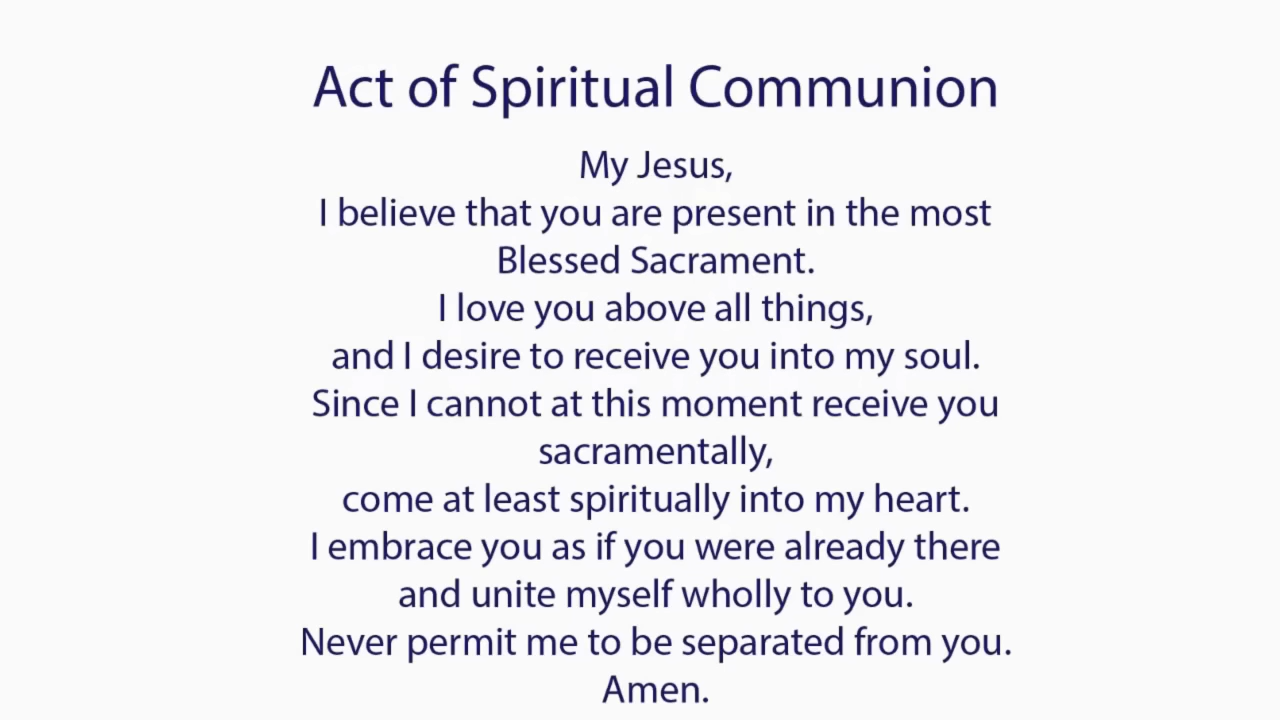 Act of Spiritual Communion
My Jesus,
I believe that you are present in the most
Blessed Sacrament.
I love you above all things,
and I desire to receive you into my soul.
Since I cannot at this moment receive you
sacramentally,
come at least spiritually into my heart.
I embrace you as if you were already there
and unite myself wholly to you.
Never permit me to be separated from you.
Amen.